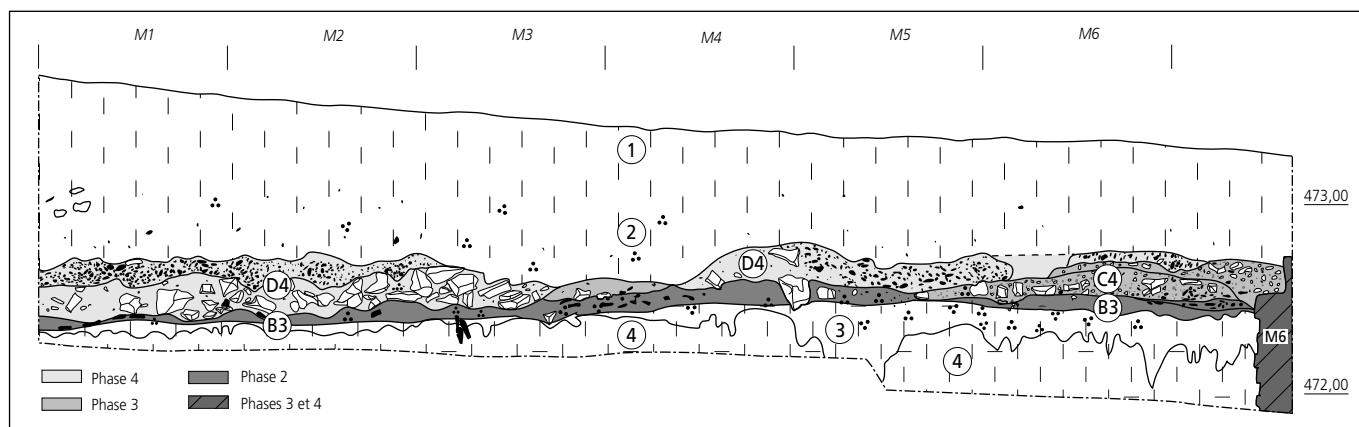 M1 M2 M3 M4 M5 M6
1
473,00
2
D4
D4 C4
B3 B3
4 3 M6
4
Phase 4 Phase 2
472,00
Phase 3 Phases 3 et 4